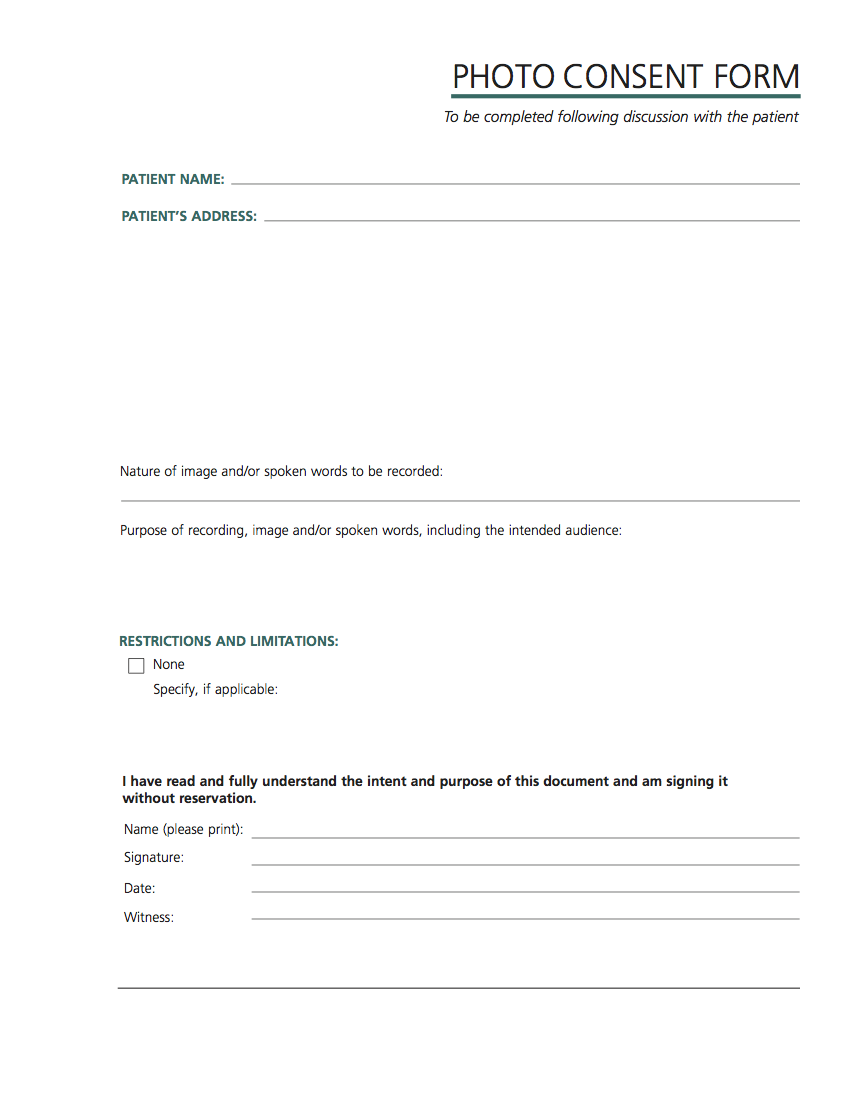 PHOTO CONSENT FORM
To be completed following discussion with the patient
PATIENT NAME:
PATIENT'S ADDRESS:
Nature of image and/or spoken words to be recorded:
Purpose of recording, image and/or spoken words, including the intended audience:
RESTRICTIONS AND LIMITATIONS:
None
Specify, if applicable:
I have read and fully understand the intent and purpose of this document and am signing it
without reservation.
Name (please print):
Signature:
Date:
Witness: